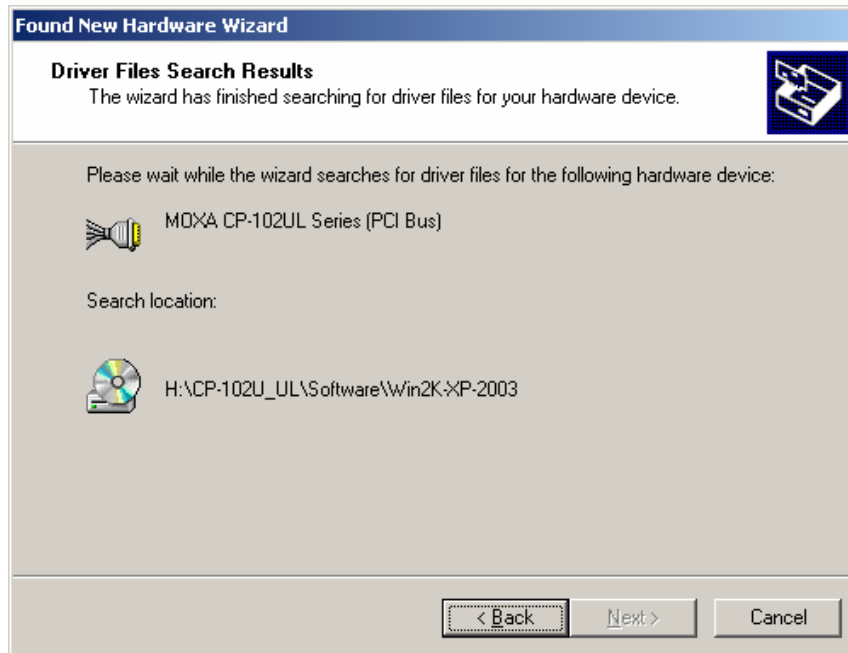 Found New Hardware Wizard
Driver Files Search Results
The wizard has finished searching for driver files for your hardware device.
Please wait while the wizard searches for driver files for the following hardware device:
MOXA CP-102UL Series (PCI Bus)
Search location:
H:\CP-102U_UL\Software\Win2K-XP-2003
< Back
Next >
Cancel